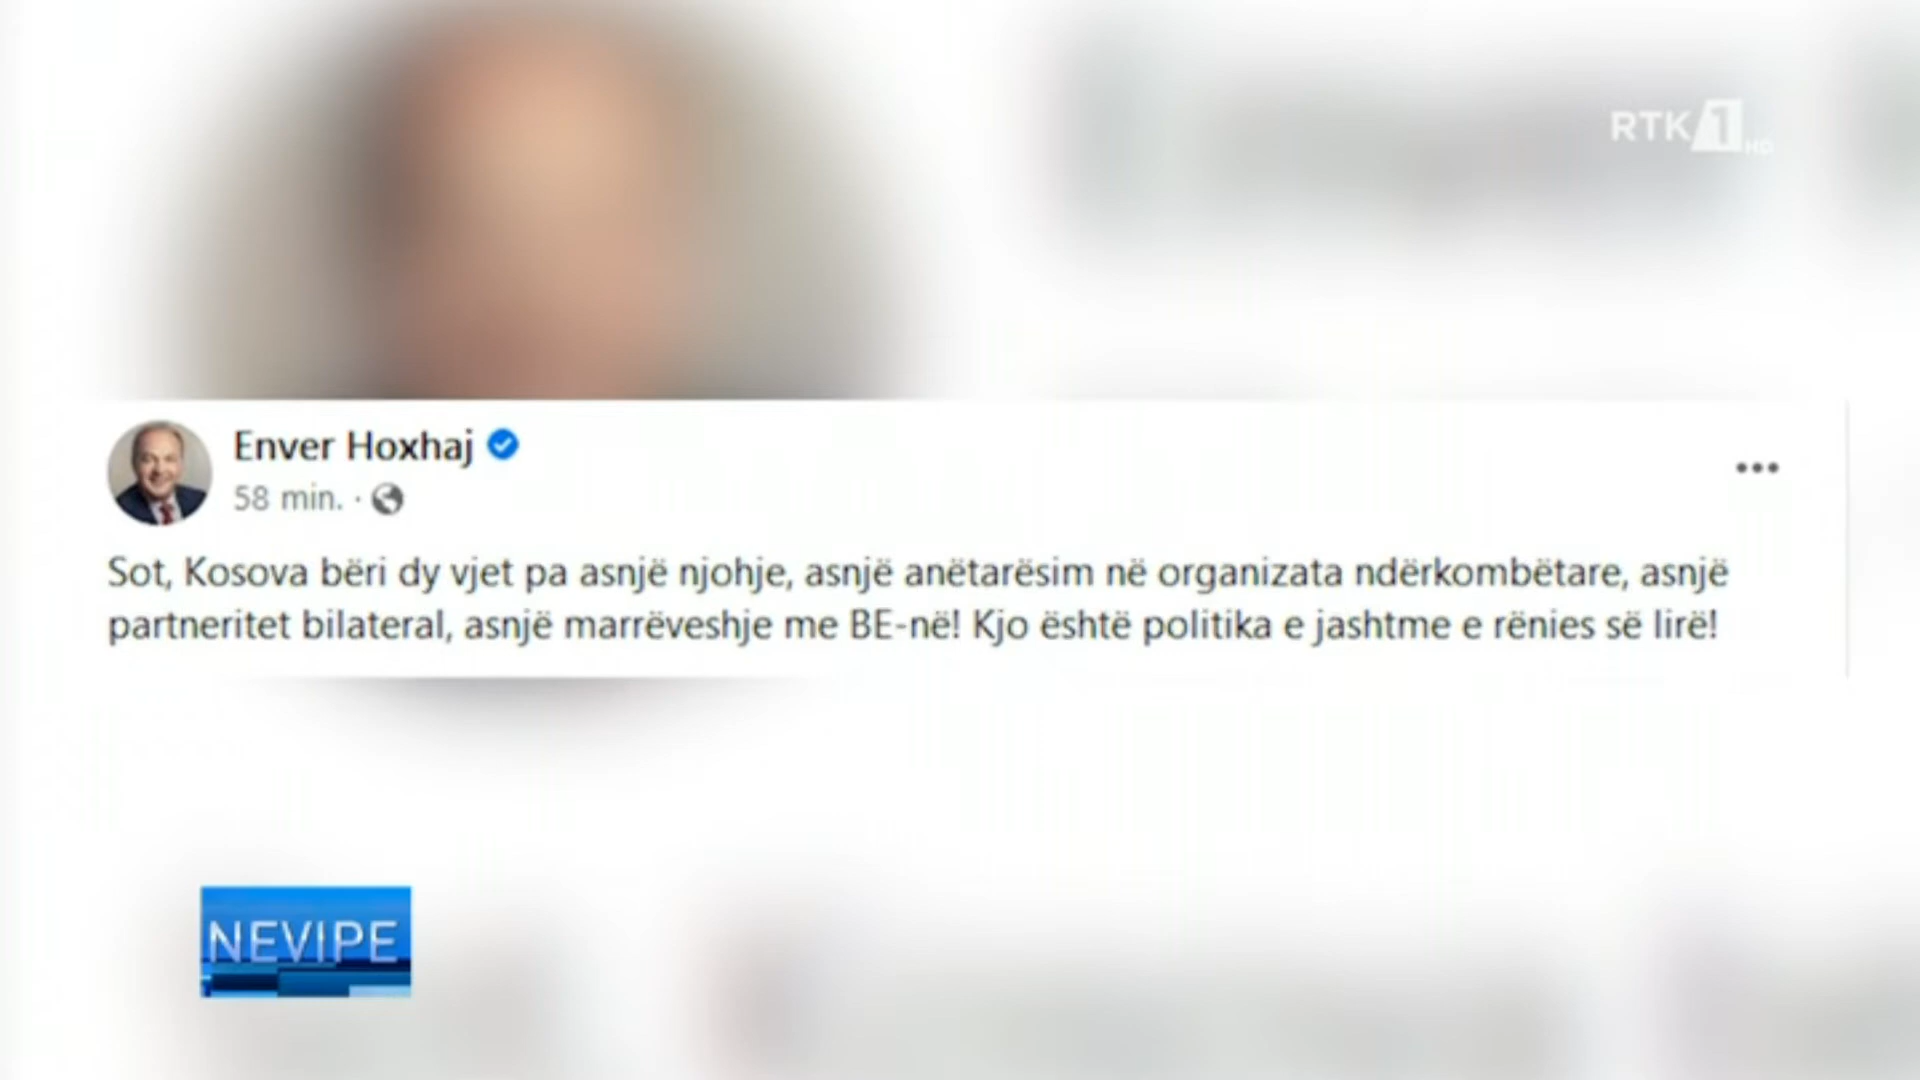 RTK 1 HD
Enver Hoxhaj
58 min. ·
Sot, Kosova bëri dy vjet pa asnjë njohje, asnjë anëtarësim në organizata ndërkombëtare, asnjë
partneritet bilateral, asnjë marrëveshje me BE-në! Kjo është politika e jashtme e rënies së lirë!
NEVIPE